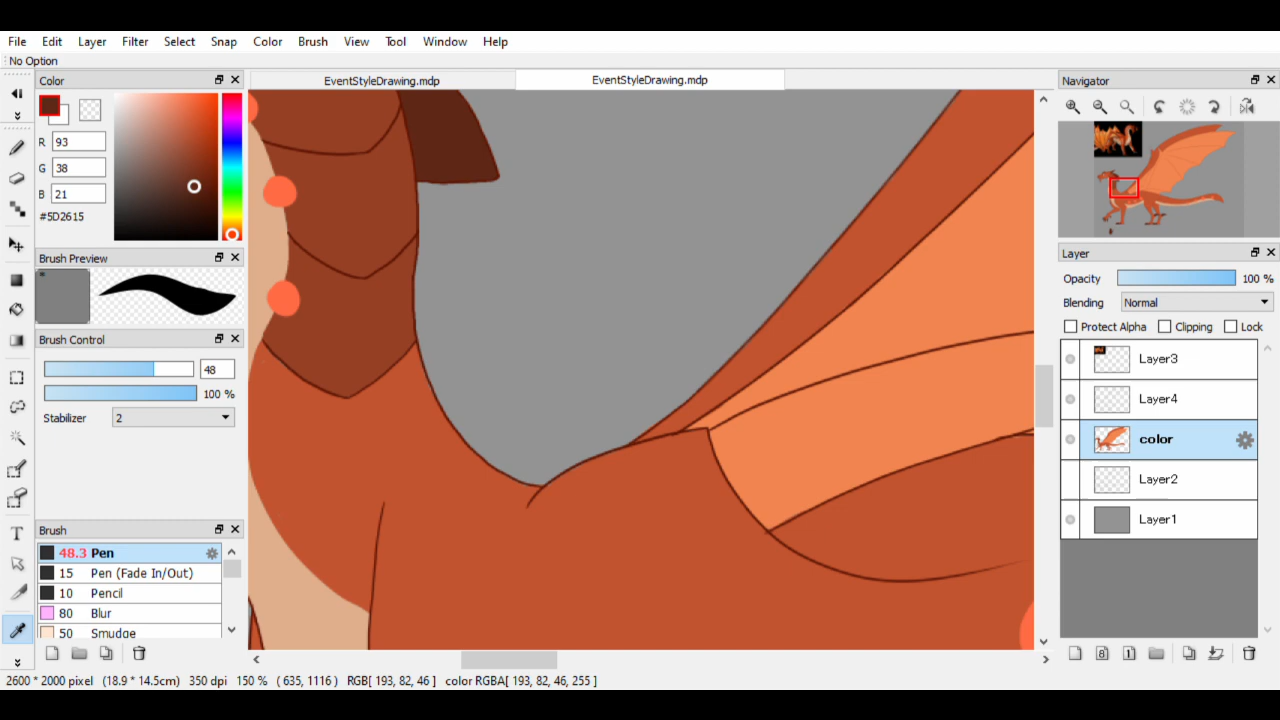 File Edit Layer Filter Select Snap Color Brush View Tool Window Help
No Option
Color
EventStyleDrawing.mdp
EventStyleDrawing.mdp
Navigator
R 93
G 38
B 21
#5D2615
Brush Preview
Layer
Opacity 100 %
Blending Normal
Protect Alpha Clipping Lock
Brush Control
48
100 %
Stabilizer 2
Layer3
Layer4
color
Layer2
Layer1
Brush
48.3 Pen
15 Pen (Fade In/Out)
10 Pencil
80 Blur
50 Smudge
T
8 1
2600 * 2000 pixel (18.9 * 14.5cm) 350 dpi 150 % ( 635, 1116 ) RGB[ 193, 82, 46 ] color RGBA[ 193, 82, 46, 255 ]